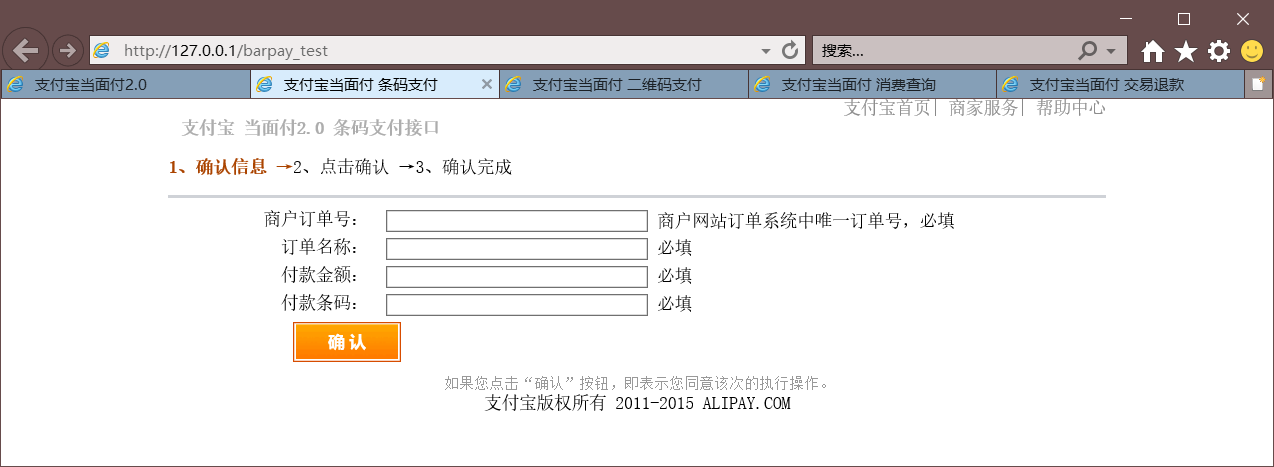 http://127.0.0.1/barpay_test
搜索...
支付宝当面付2.0
支付宝当面付 条码支付
支付宝当面付 二维码支付
支付宝当面付 消费查询
支付宝当面付 交易退款
支付宝首页| 商家服务| 帮助中心
支付宝 当面付2.0 条码支付接口
1、确认信息 →2、点击确认 →3、确认完成
商户订单号： 商户网站订单系统中唯一订单号，必填
订单名称： 必填
付款金额： 必填
付款条码： 必填
确 认
如果您点击“确认”按钮，即表示您同意该次的执行操作。
支付宝版权所有 2011-2015 ALIPAY.COM